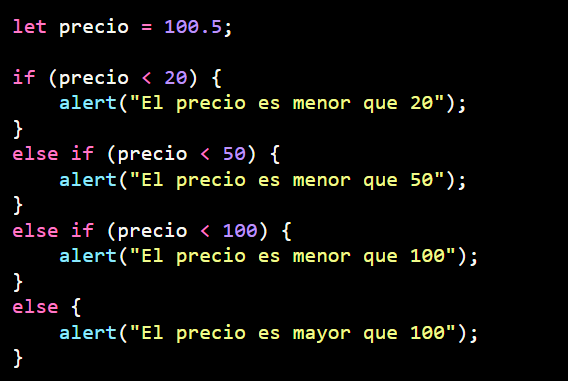 let precio = 100.5;

if (precio < 20) {
    alert("El precio es menor que 20");
}
else if (precio < 50) {
    alert("El precio es menor que 50");
}
else if (precio < 100) {
    alert("El precio es menor que 100");
}
else {
    alert("El precio es mayor que 100");
}